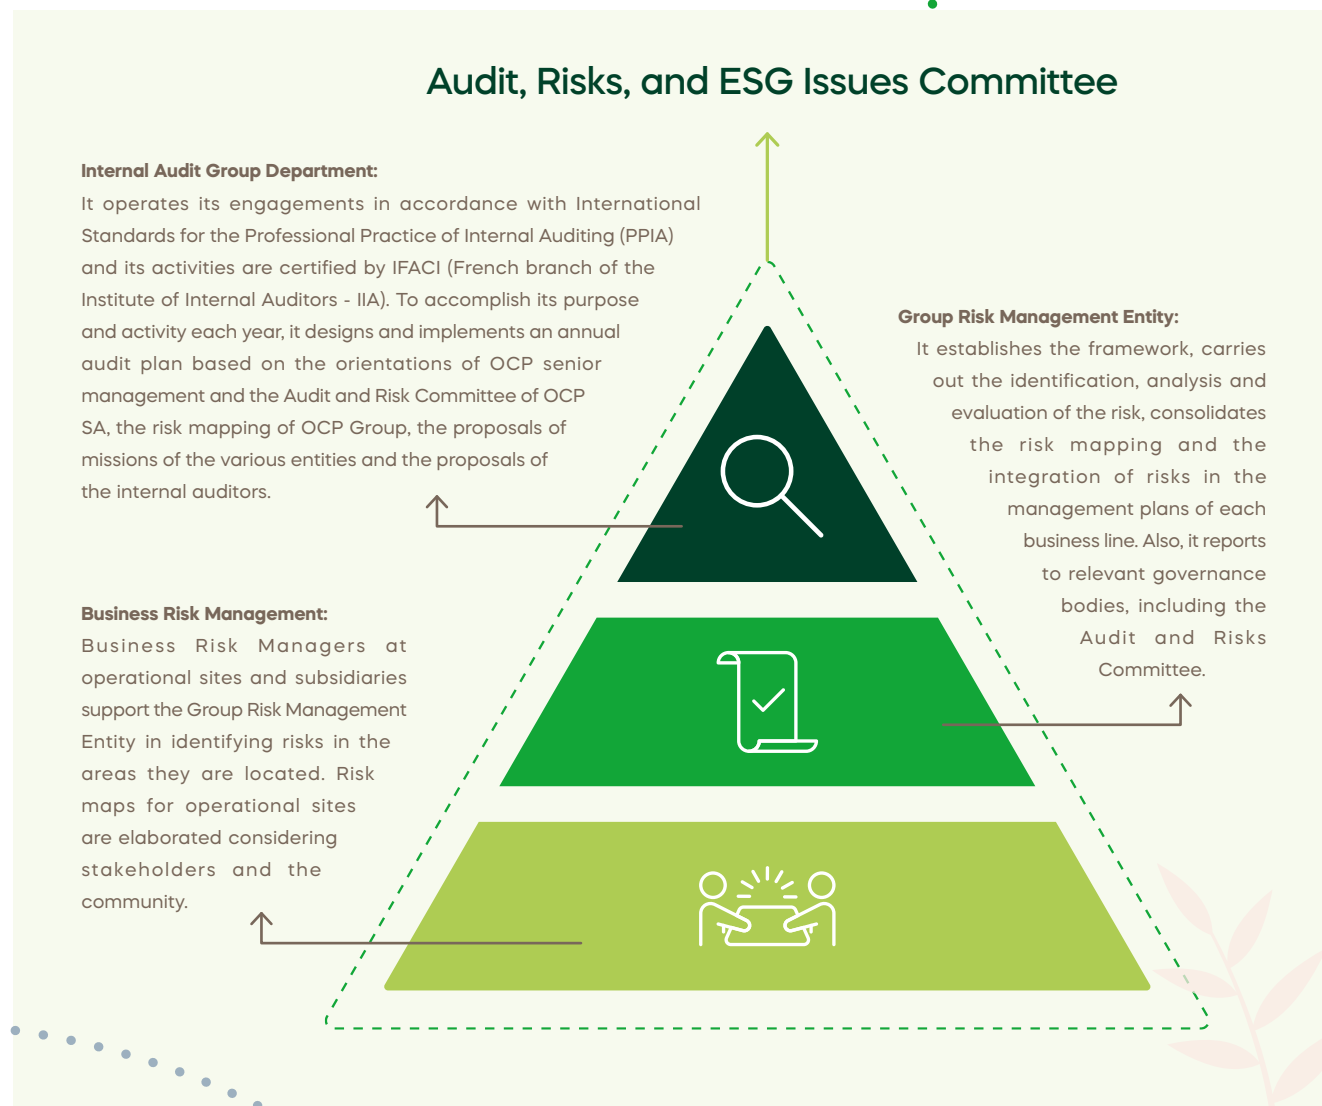 Audit, Risks, and ESG Issues Committee
Internal Audit Group Department:
It operates its engagements in accordance with International
Standards for the Professional Practice of Internal Auditing (PPIA)
and its activities are certified by IFACI (French branch of the
Institute of Internal Auditors - IIA). To accomplish its purpose
and activity each year, it designs and implements an annual
audit plan based on the orientations of OCP senior
management and the Audit and Risk Committee of OCP
SA, the risk mapping of OCP Group, the proposals of
missions of the various entities and the proposals of
the internal auditors.
Group Risk Management Entity:
It establishes the framework, carries
out the identification, analysis and
evaluation of the risk, consolidates
the risk mapping and the
integration of risks in the
management plans of each
business line. Also, it reports
to relevant governance
bodies, including the
Audit and Risks
Committee.
Business Risk Management:
Business Risk Managers at
operational sites and subsidiaries
support the Group Risk Management
Entity in identifying risks in the
areas they are located. Risk
maps for operational sites
are elaborated considering
stakeholders and the
community.